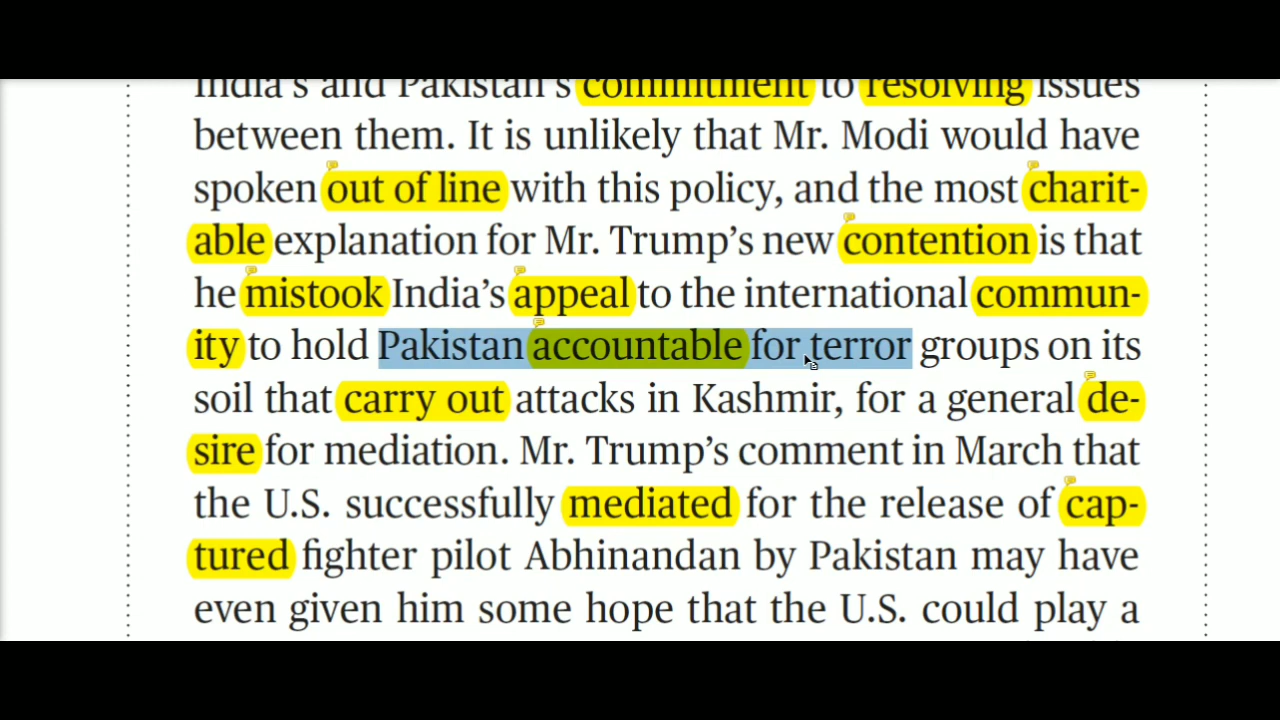 India's and Pakistan's commitment to resolving issues
between them. It is unlikely that Mr. Modi would have
spoken out of line with this policy, and the most charit-
able explanation for Mr. Trump's new contention is that
he mistook India's appeal to the international commun-
ity to hold Pakistan accountable for terror groups on its
soil that carry out attacks in Kashmir, for a general de-
sire for mediation. Mr. Trump's comment in March that
the U.S. successfully mediated for the release of cap-
tured fighter pilot Abhinandan by Pakistan may have
even given him some hope that the U.S. could play a